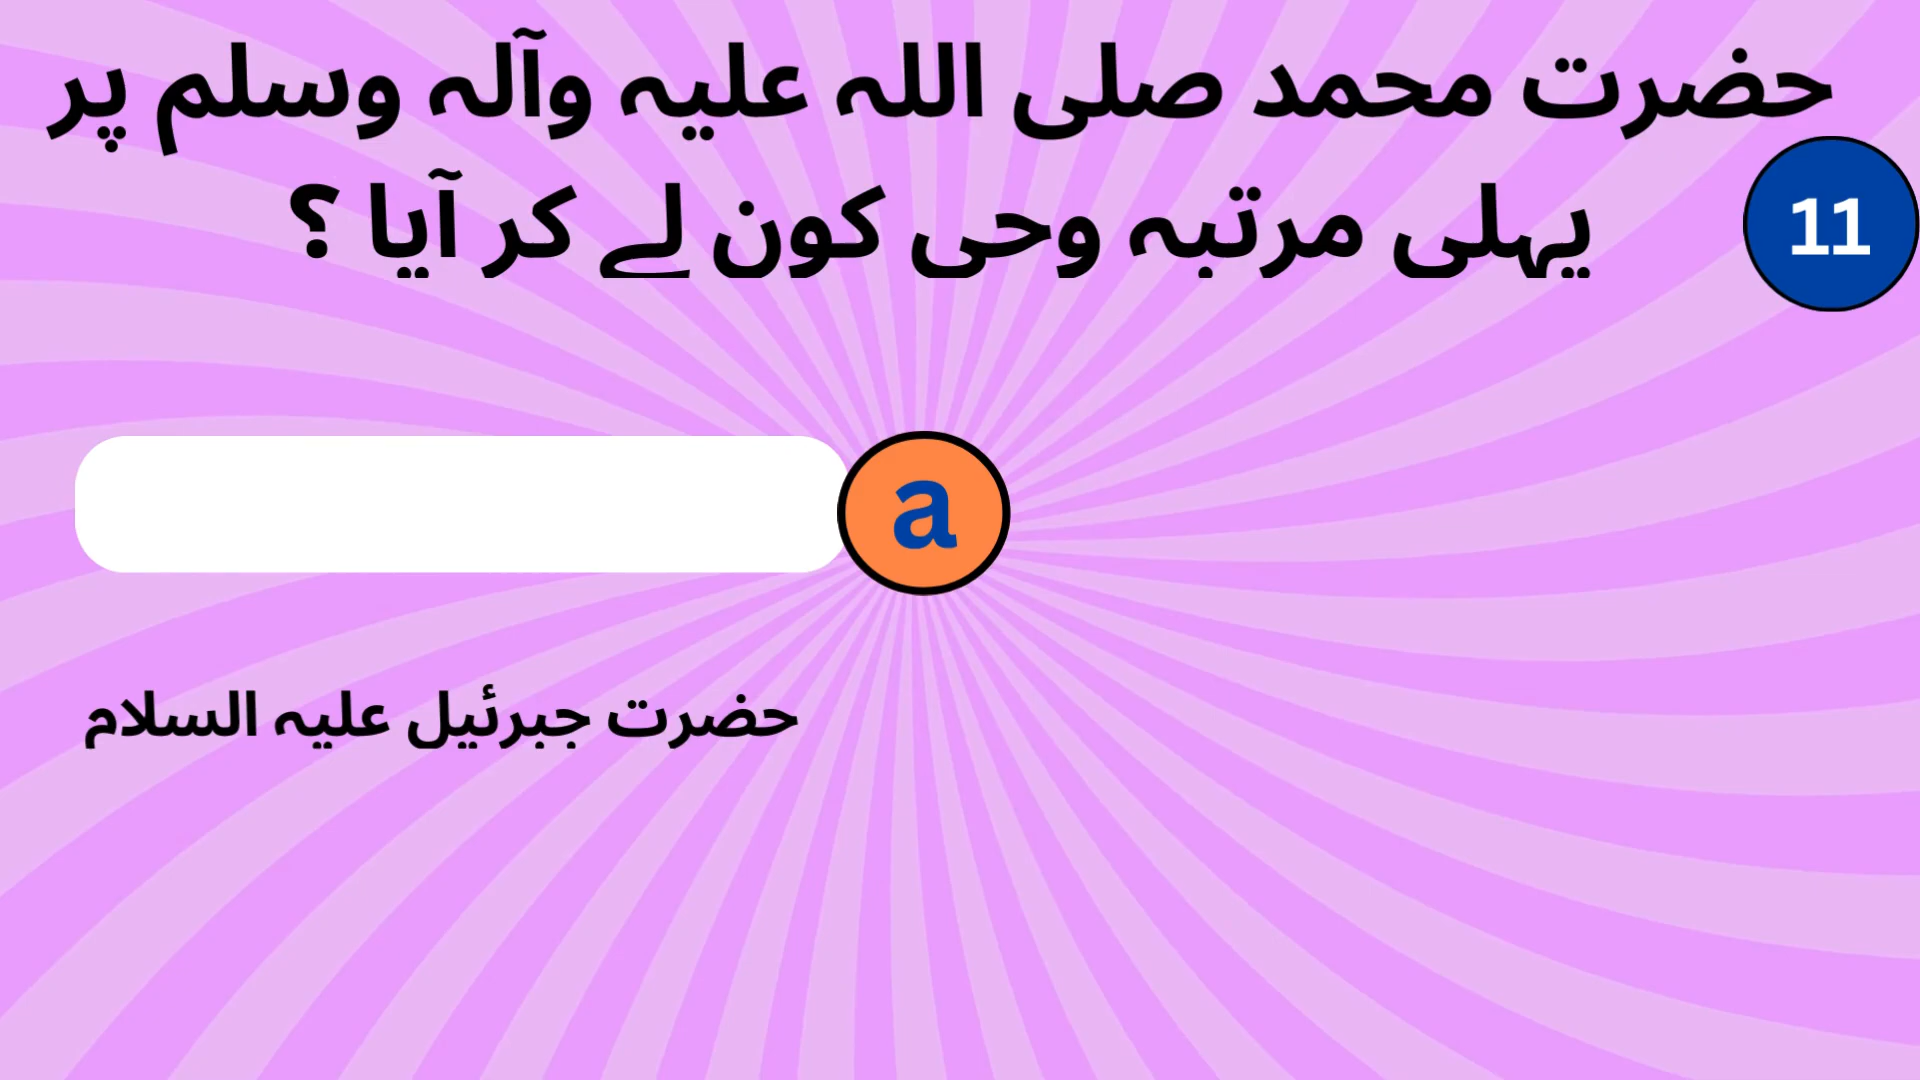 حضرت محمد صلی اللہ علیہ وآلہ وسلم پر
پہلی مرتبہ وحی کون لے کر آیا ؟
11
a
حضرت جبرئیل علیہ السلام